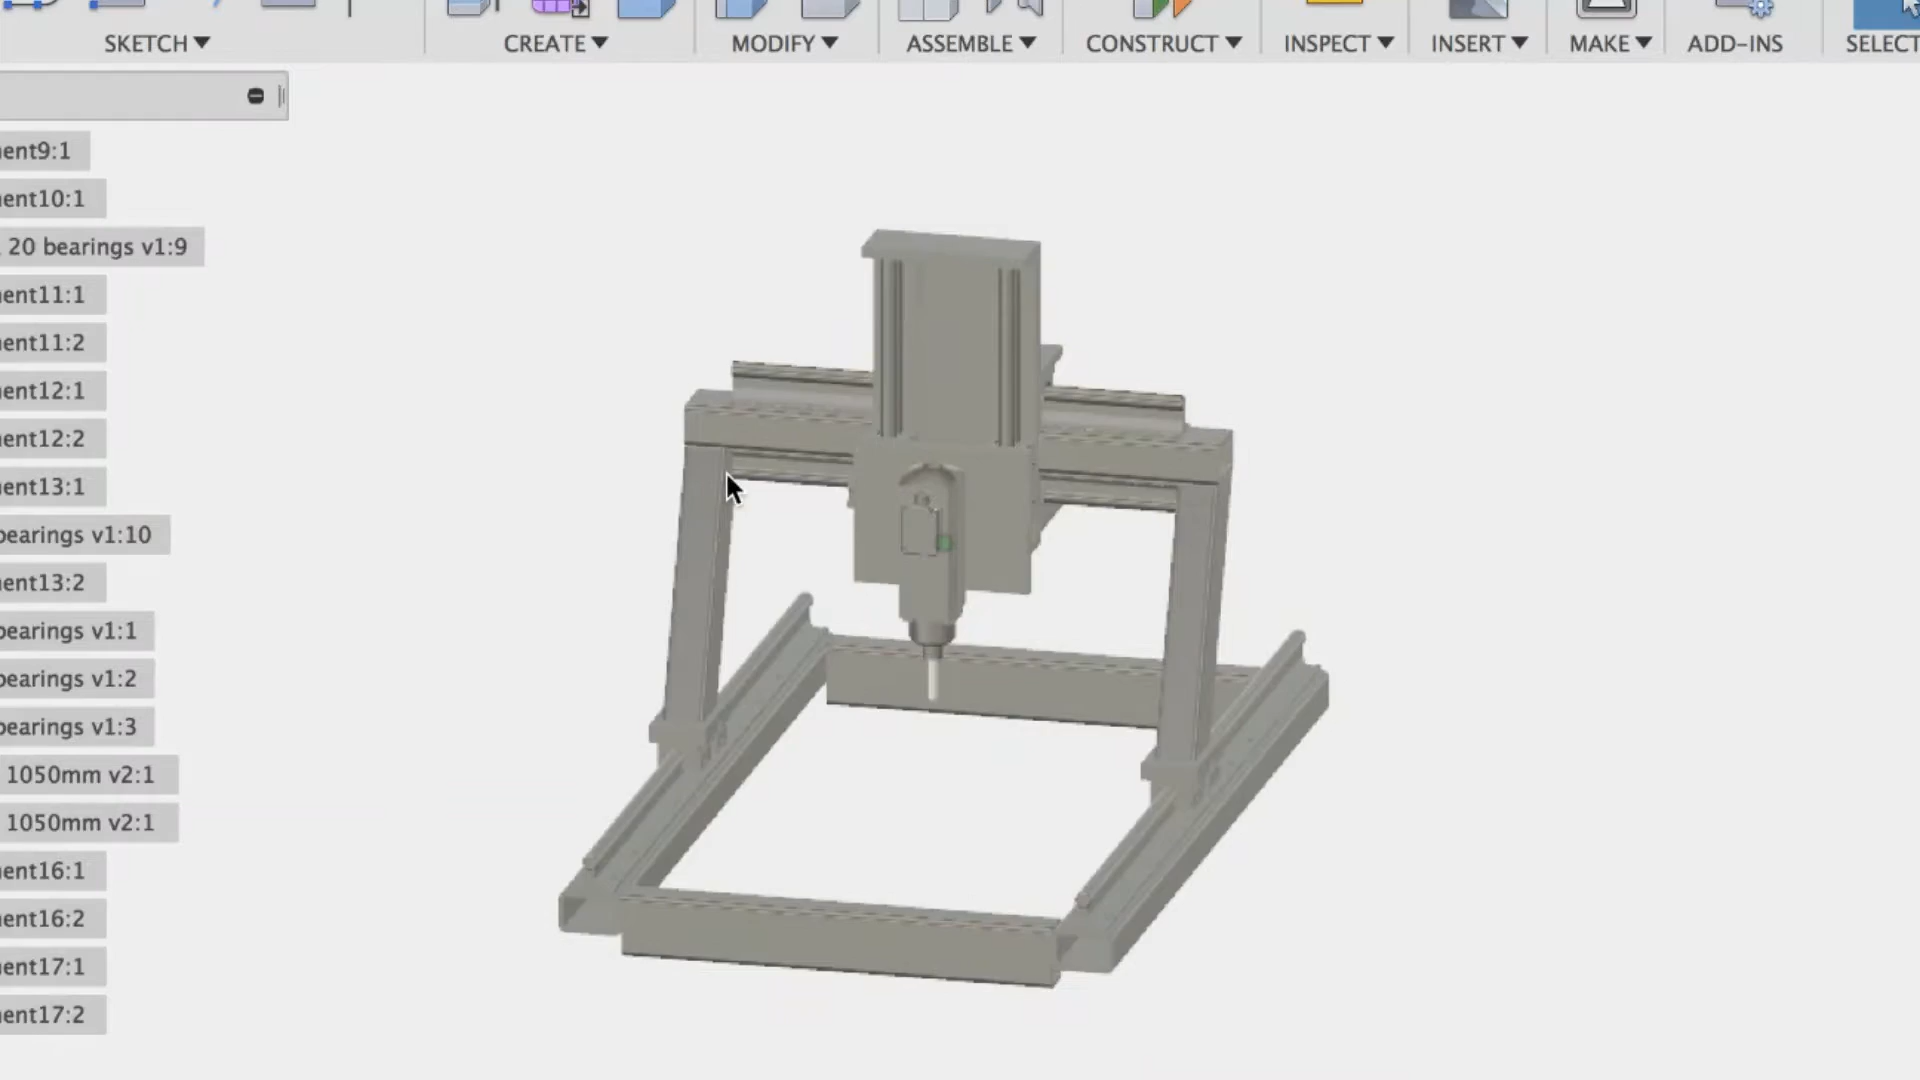 SKETCH▼ CREATE▼ MODIFY▼ ASSEMBLE▼ CONSTRUCT▼ INSPECT▼ INSERT▼ MAKE▼ ADD-INS SELECT
ent9:1
ent10:1
20 bearings v1:9
ent11:1
ent11:2
ent12:1
ent12:2
ent13:1
bearings v1:10
ent13:2
bearings v1:1
bearings v1:2
bearings v1:3
1050mm v2:1
1050mm v2:1
ent16:1
ent16:2
ent17:1
ent17:2